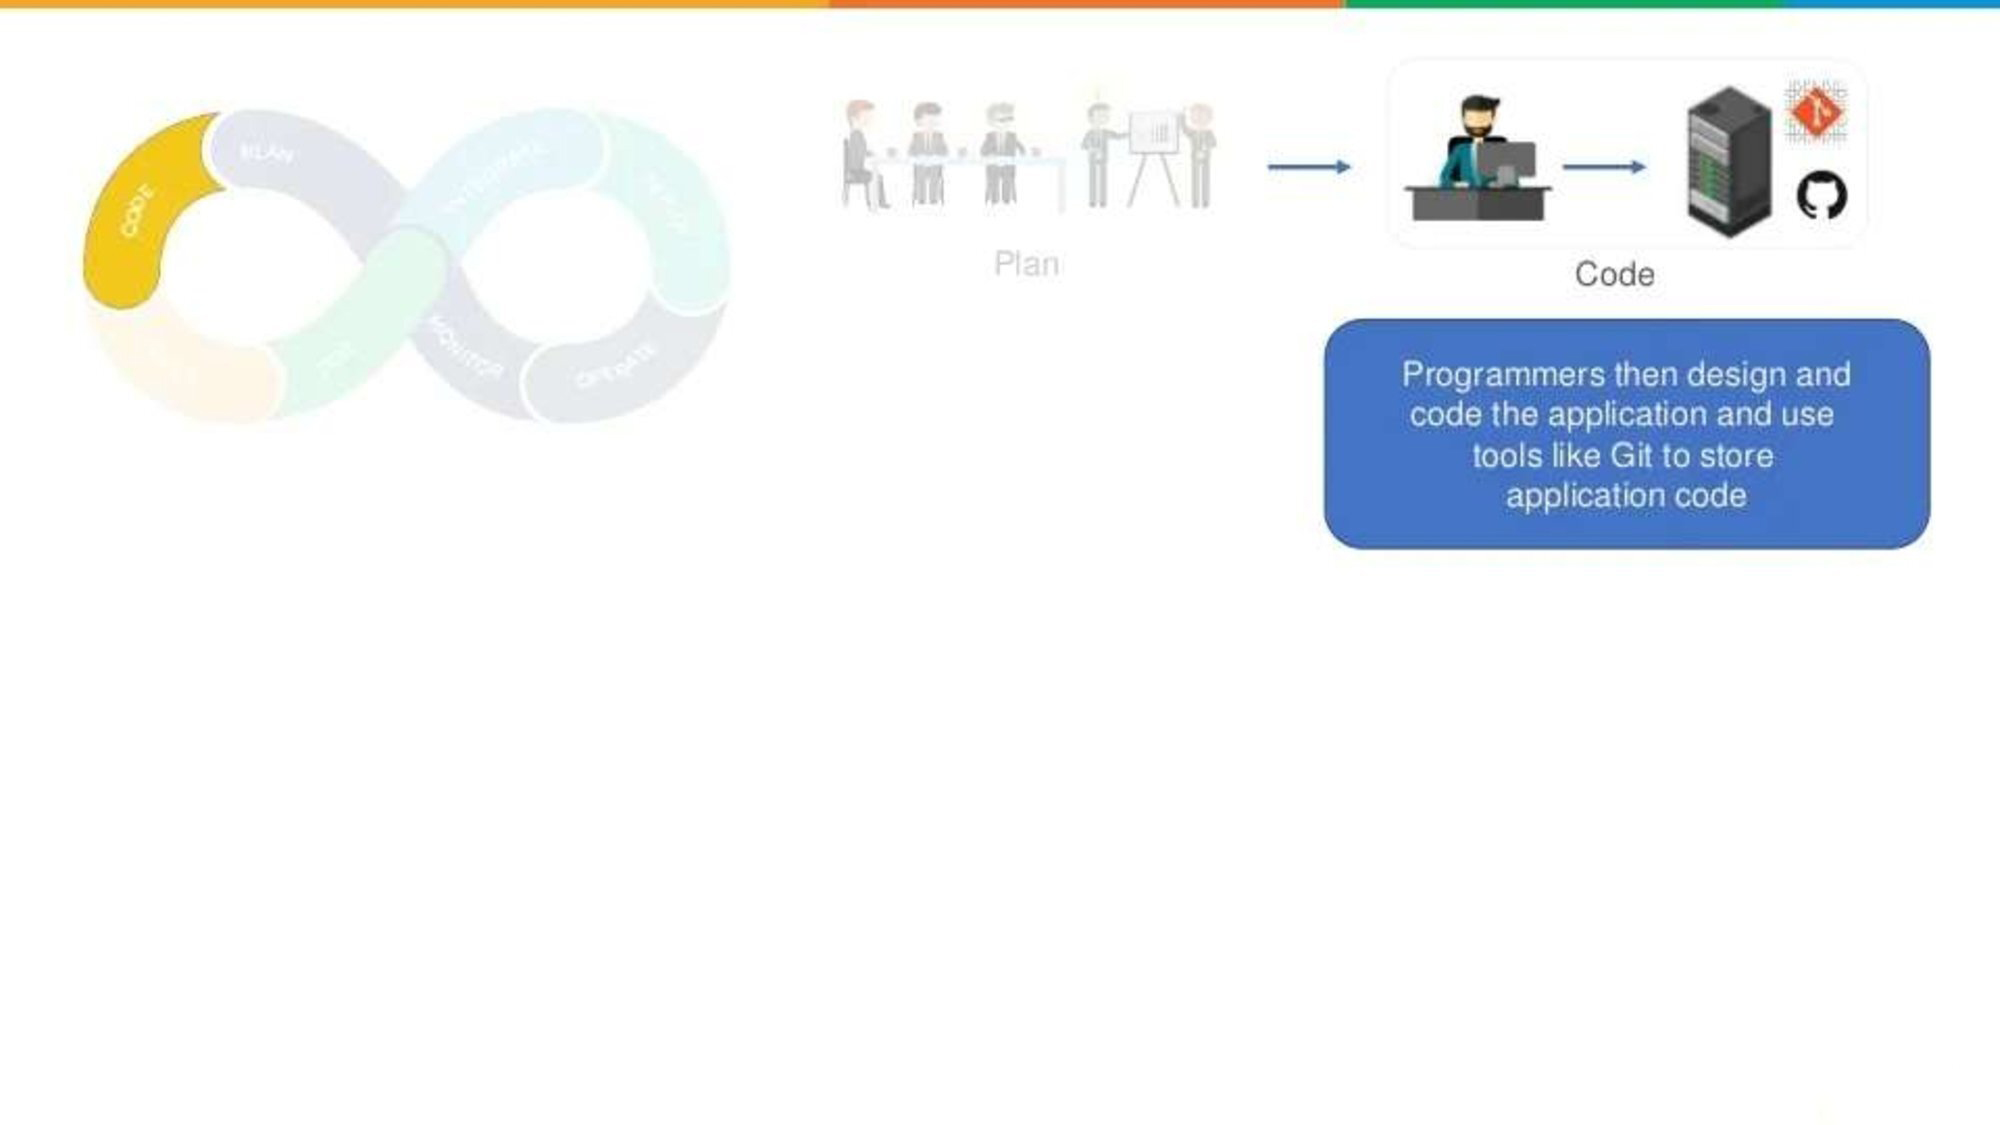 CODE
PLAN
INTEGRATE
MONITOR
OPERATE
Plan
Code
Programmers then design and
code the application and use
tools like Git to store
application code